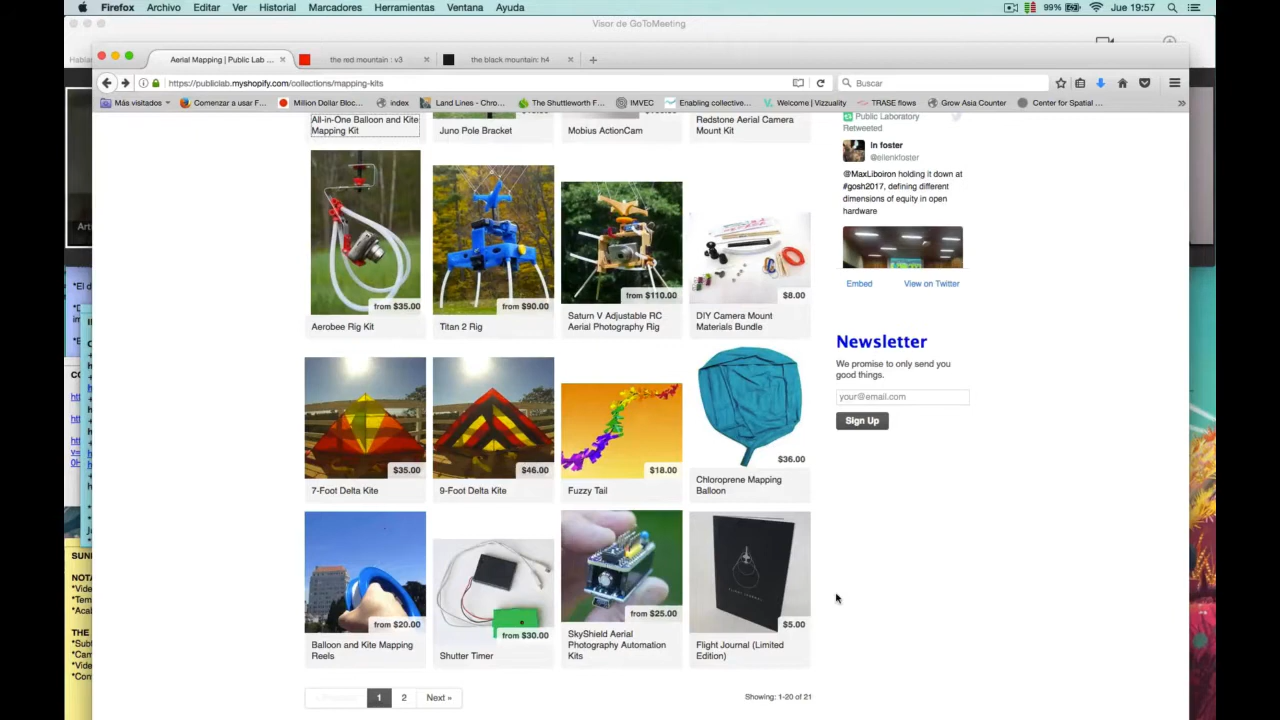 Firefox Archivo Editar Ver Historial Marcadores Herramientas Ventana Ayuda 99% Jue 19:57
Visor de GoToMeeting
Aerial Mapping | Public Lab ... the red mountain : v3 the black mountain: h4
https://publiclab.myshopify.com/collections/mapping-kits Buscar
Más visitados Comenzar a usar F... Million Dollar Bloc... index Land Lines - Chro... The Shuttleworth F... IMVEC Enabling collective... Welcome | Vizzuality TRASE flows Grow Asia Counter Center for Spatial ...
All-in-One Balloon and Kite
Mapping Kit
Juno Pole Bracket
Mobius ActionCam
Redstone Aerial Camera
Mount Kit
from $35.00
Aerobee Rig Kit
from $90.00
Titan 2 Rig
from $110.00
Saturn V Adjustable RC
Aerial Photography Rig
$8.00
DIY Camera Mount
Materials Bundle
$35.00
7-Foot Delta Kite
$46.00
9-Foot Delta Kite
$18.00
Fuzzy Tail
$36.00
Chloroprene Mapping
Balloon
from $20.00
Balloon and Kite Mapping
Reels
from $30.00
Shutter Timer
from $25.00
SkyShield Aerial
Photography Automation
Kits
FLIGHT JOURNAL
$5.00
Flight Journal (Limited
Edition)
1 2 Next »
Showing: 1-20 of 21
Public Laboratory
Retweeted
in foster
@eilenkfoster
@MaxLiboiron holding it down at
#gosh2017, defining different
dimensions of equity in open
hardware
Embed View on Twitter
Newsletter
We promise to only send you
good things.
your@email.com
Sign Up